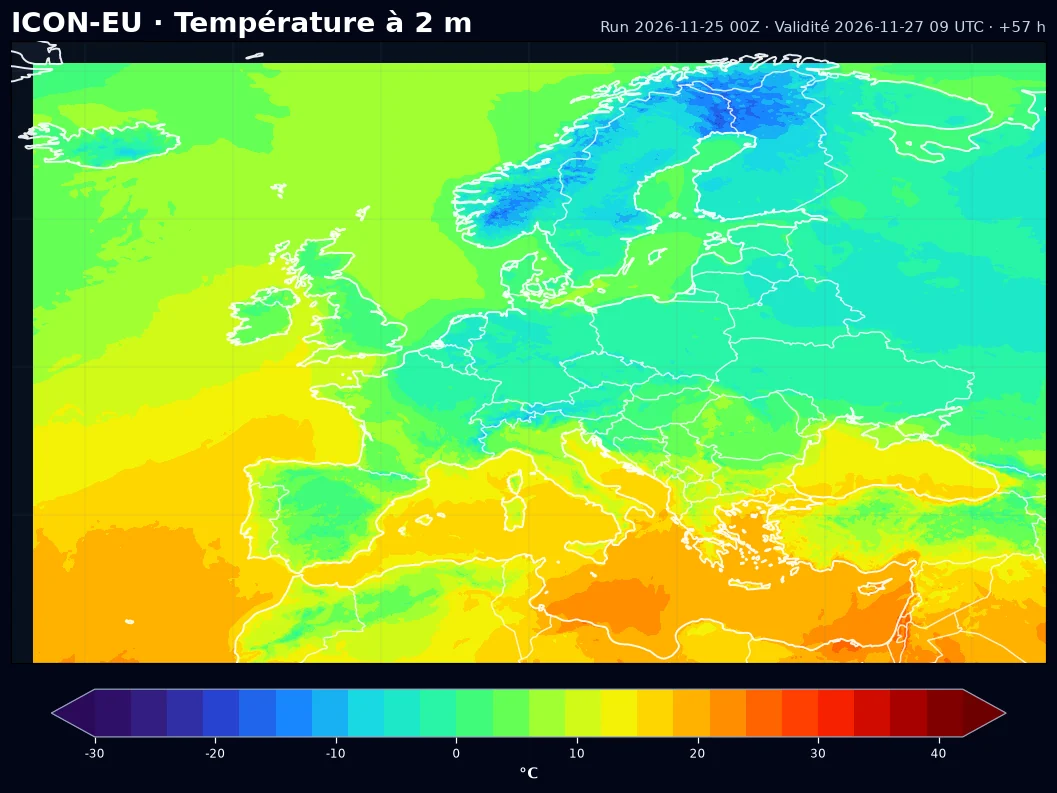 ICON-EU · Température à 2 m
Run 2026-11-25 00Z · Validité 2026-11-27 09 UTC · +57 h
-30 -20 -10 0 10 20 30 40
°C